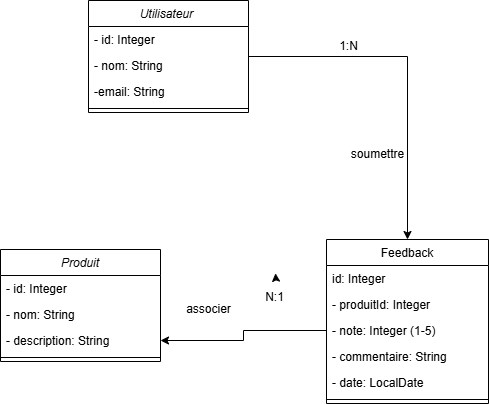 Utilisateur
- id: Integer
- nom: String
-email: String
1:N
soumettre
Produit
- id: Integer
- nom: String
- description: String
associer
N:1
Feedback
id: Integer
- produitId: Integer
- note: Integer (1-5)
- commentaire: String
- date: LocalDate